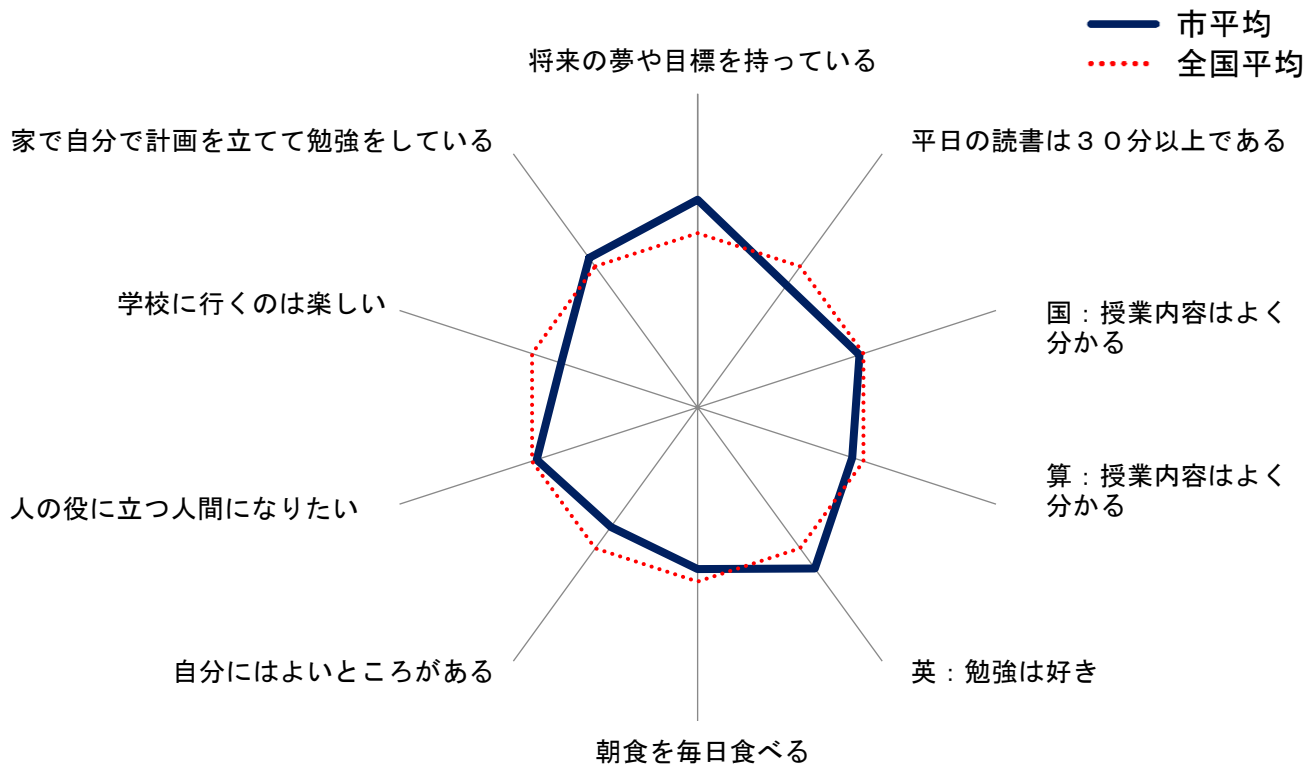 市平均
全国平均
将来の夢や目標を持っている
家で自分で計画を立てて勉強をしている
平日の読書は３０分以上である
学校に行くのは楽しい
国：授業内容はよく
分かる
人の役に立つ人間になりたい
算：授業内容はよく
分かる
自分にはよいところがある
英：勉強は好き
朝食を毎日食べる